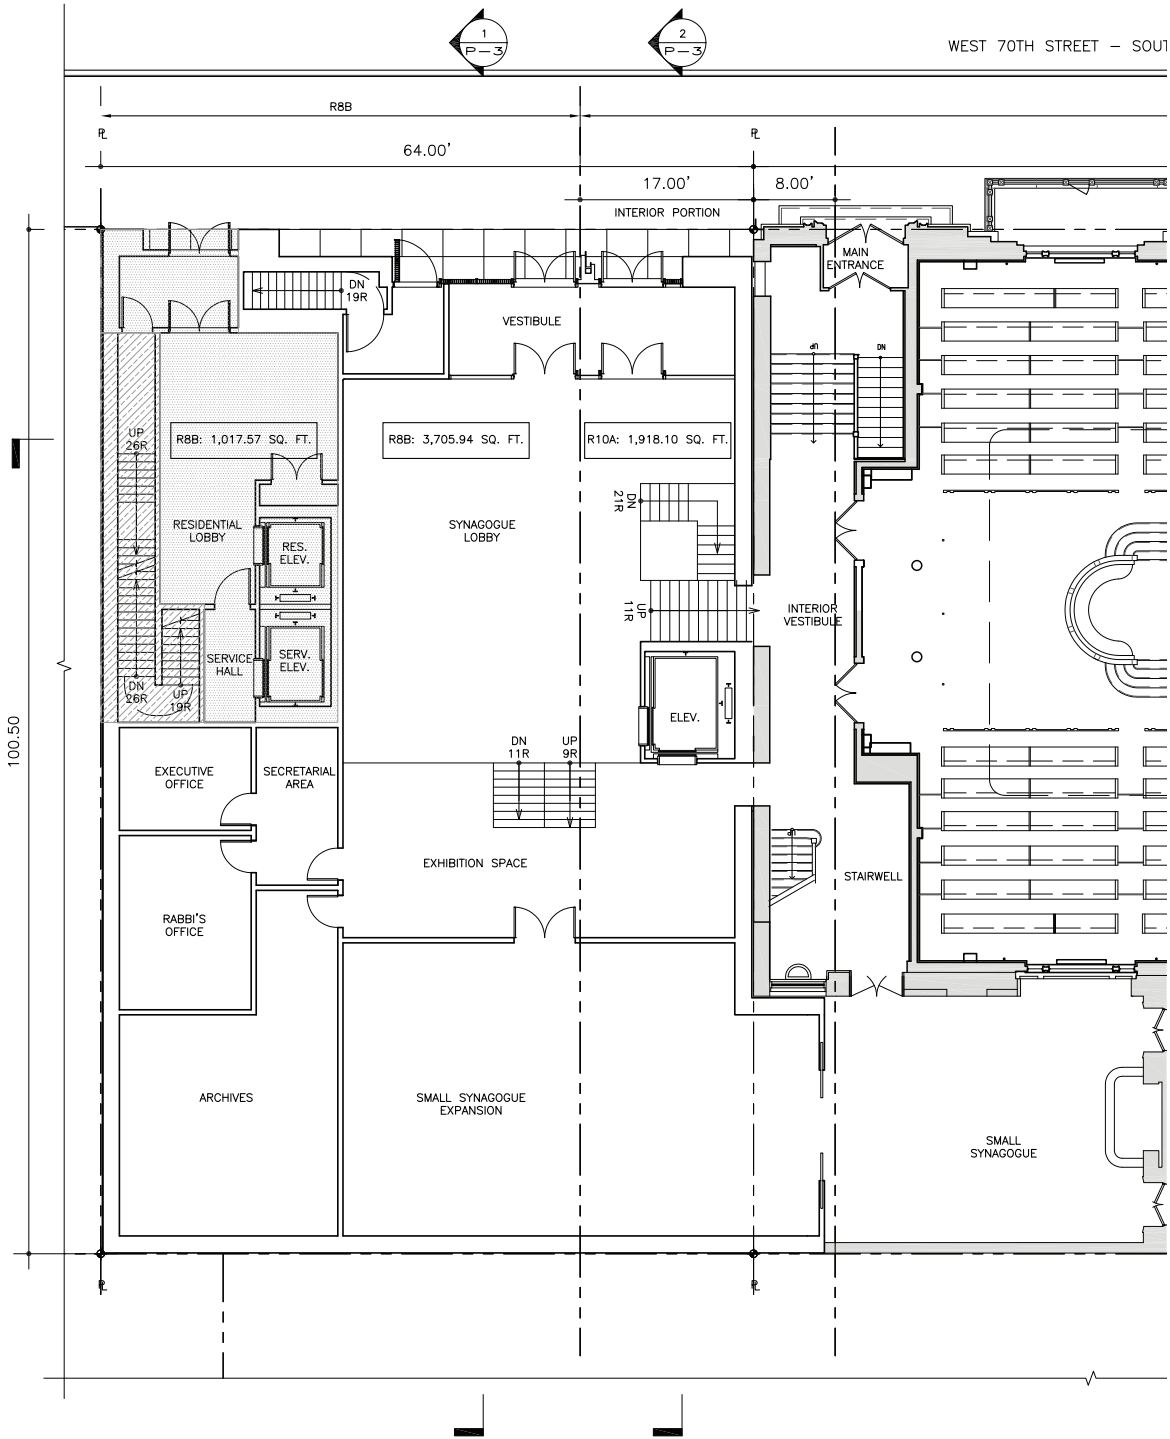 1
P-3
2
P-3
WEST 70TH STREET - SOUT
R8B
64.00'
17.00'
8.00'
INTERIOR PORTION
MAIN
ENTRANCE
DN
19R
VESTIBULE
UP
DN
UP
26R
R8B: 1,017.57 SQ. FT.
R8B: 3,705.94 SQ. FT.
R10A: 1,918.10 SQ. FT.
DN
21R
RESIDENTIAL
LOBBY
SYNAGOGUE
LOBBY
RES.
ELEV.
UP
11R
INTERIOR
VESTIBULE
SERVICE
HALL
SERV.
ELEV.
DN
26R
UP
19R
ELEV.
100.50
DN
11R
UP
9R
EXECUTIVE
OFFICE
SECRETARIAL
AREA
UP
EXHIBITION SPACE
STAIRWELL
RABBI'S
OFFICE
ARCHIVES
SMALL SYNAGOGUE
EXPANSION
SMALL
SYNAGOGUE